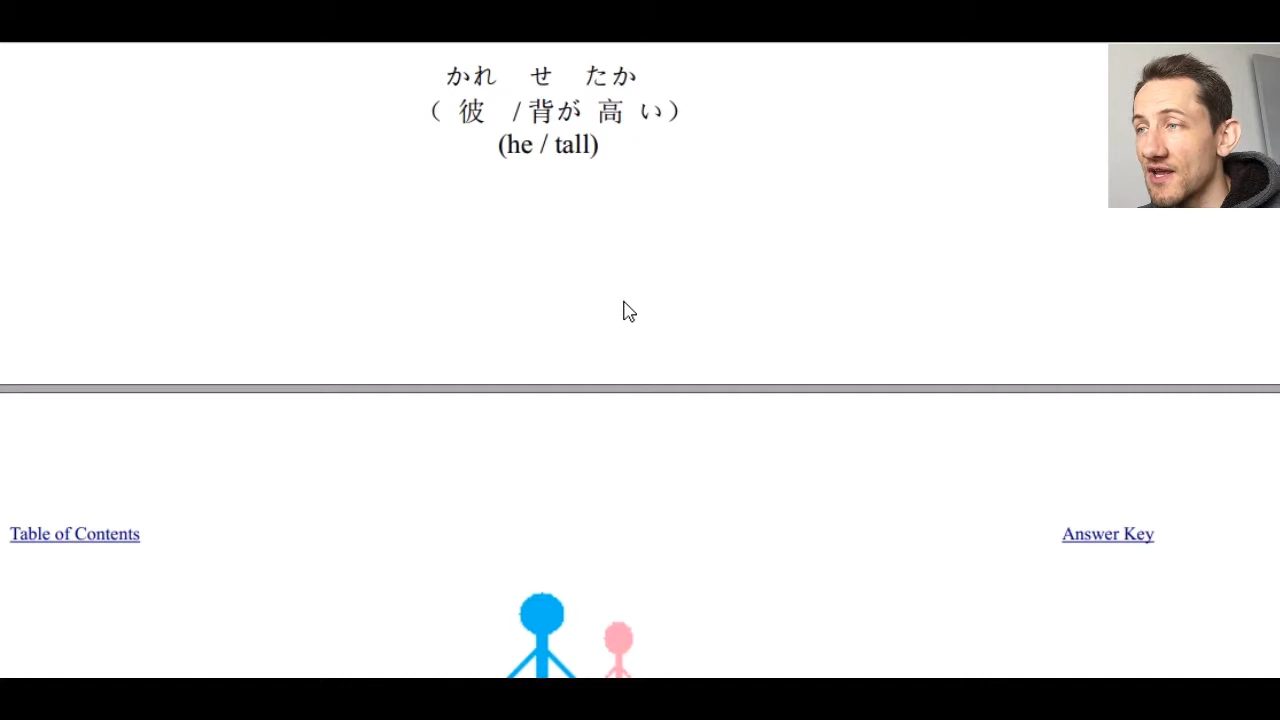 かれ せ たか
( 彼 / 背が 高 い)
(he / tall)
Table of Contents
Answer Key